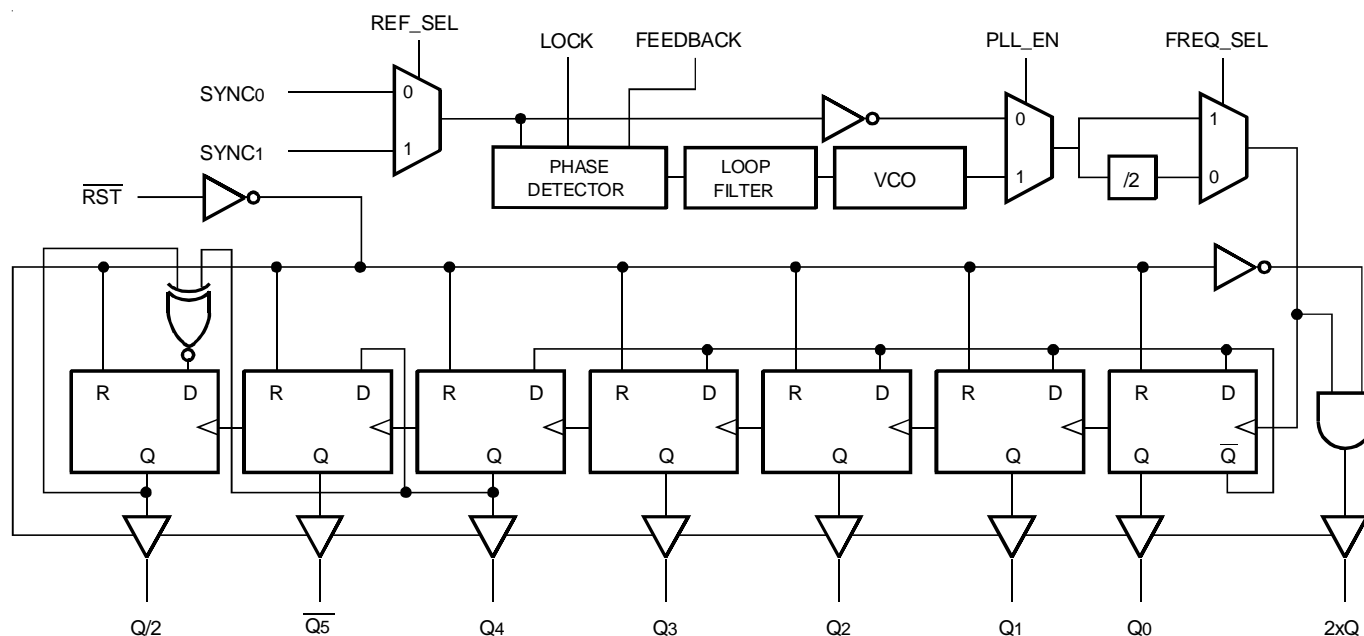 REF_SEL
LOCK
FEEDBACK
PLL_EN
FREQ_SEL
SYNC0
0
0
1
SYNC1
1
PHASE
DETECTOR
LOOP
FILTER
VCO
1
/2
0
RST
R D
R D
R D
R D
R D
R D
R D
Q
Q
Q
Q
Q
Q
Q Q
Q/2
Q5
Q4
Q3
Q2
Q1
Q0
2xQ